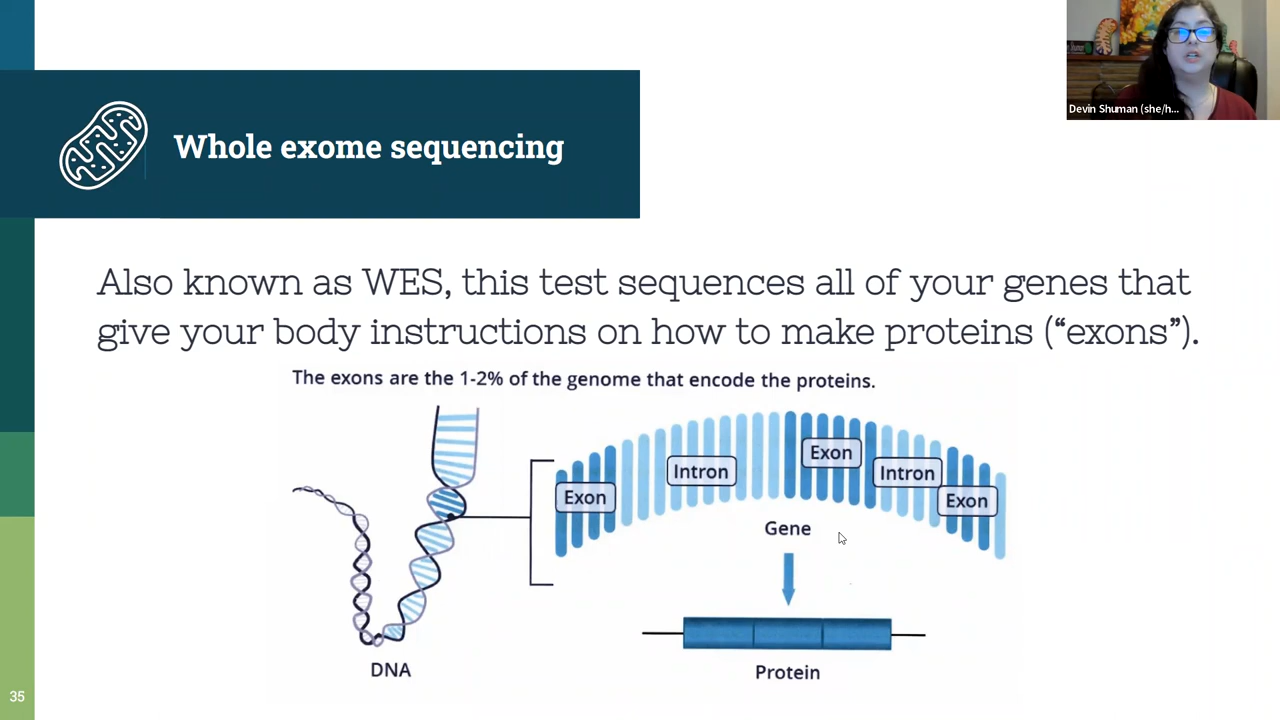 Devin Shuman (she/h...
Whole exome sequencing
Also known as WES, this test sequences all of your genes that
give your body instructions on how to make proteins (“exons”).
The exons are the 1-2% of the genome that encode the proteins.
Exon
Intron
Exon
Intron
Exon
Gene
DNA
Protein
35